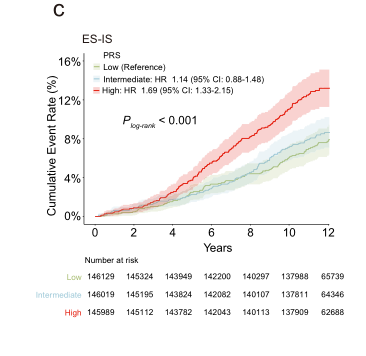 C
ES-IS
PRS
Low (Reference)
Intermediate: HR 1.14 (95% CI: 0.88-1.48)
High: HR 1.69 (95% CI: 1.33-2.15)
Plog-rank < 0.001
Cumulative Event Rate (%)
16%
12%
8%
4%
0%
0 2 4 6 8 10 12
Years
Number at risk
Low 146129 145324 143949 142200 140297 137988 65739
Intermediate 146019 145195 143824 142082 140107 137811 64346
High 145989 145112 143782 142043 140113 137909 62688